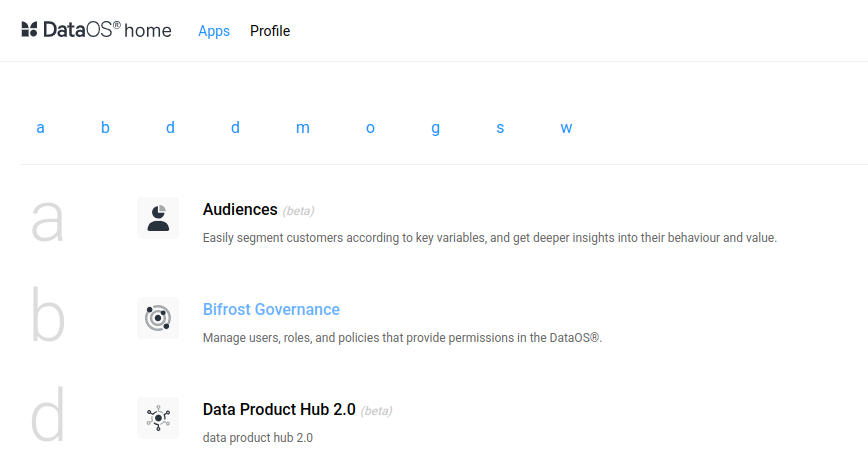 DataOS® home Apps Profile
a b d d m o g s w
a
Audiences (beta)
Easily segment customers according to key variables, and get deeper insights into their behaviour and value.
b
Bifrost Governance
Manage users, roles, and policies that provide permissions in the DataOS®.
d
Data Product Hub 2.0 (beta)
data product hub 2.0